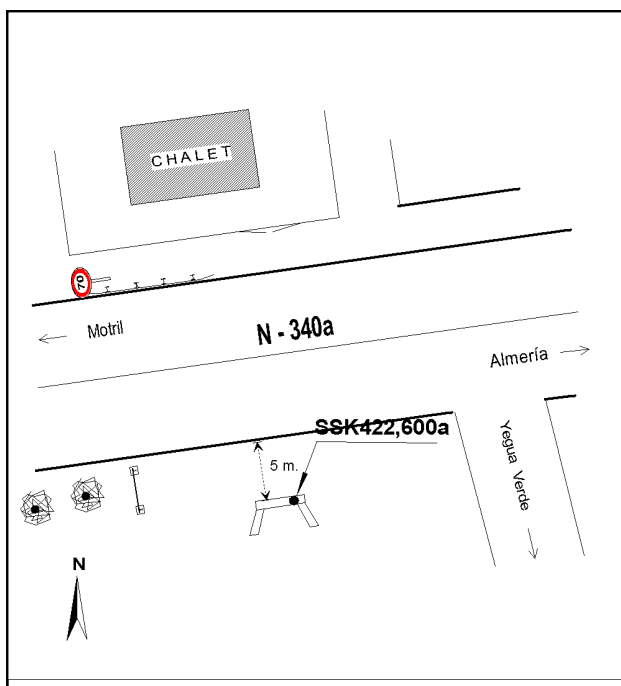 CHALET
70
Motril
N - 340a
Almería
SSK422,600a
5 m.
Yegua Verde
N